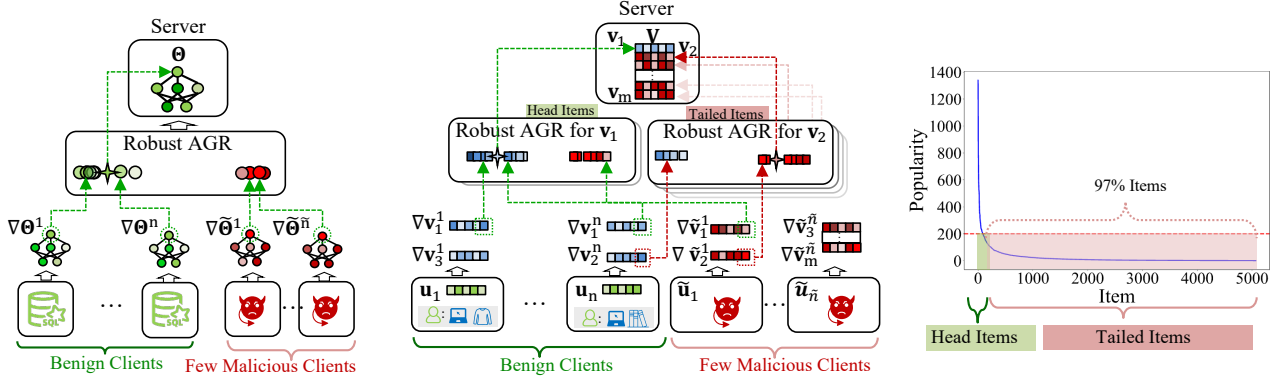 Server
Θ
Robust AGR
∇Θ¹
∇Θⁿ
∇Θ̃¹
∇Θ̃ⁿ̃
SQL
...
SQL
...
Benign Clients
Few Malicious Clients
Server
v₁ V v₂
vₘ
Head Items
Tailed Items
Robust AGR for v₁
Robust AGR for v₂
∇v₁¹
∇v₁ⁿ
∇ṽ₁¹
∇ṽ₃ⁿ̃
∇v₃¹
∇v₂ⁿ
∇ ṽ₂¹
∇ṽₘⁿ̃
u₁
...
uₙ
ũ₁
...
ũₙ̃
Benign Clients
Few Malicious Clients
Popularity
1400
1200
1000
800
600
400
200
0
97% Items
0 1000 2000 3000 4000 5000
Item
Head Items
Tailed Items